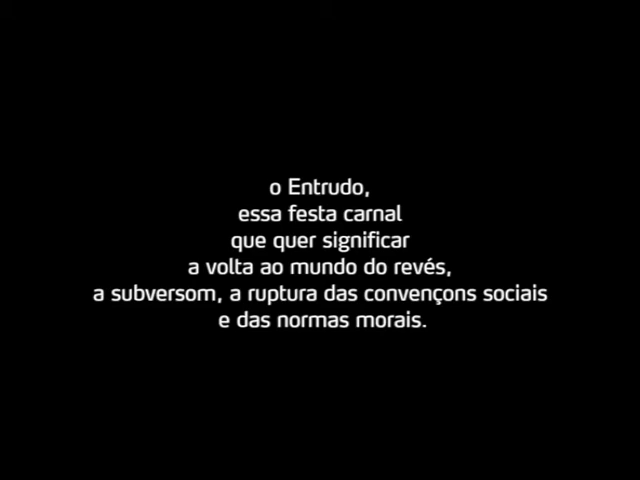 o Entrudo,
essa festa carnal
que quer significar
a volta ao mundo do revés,
a subversom, a ruptura das convençons sociais
e das normas morais.